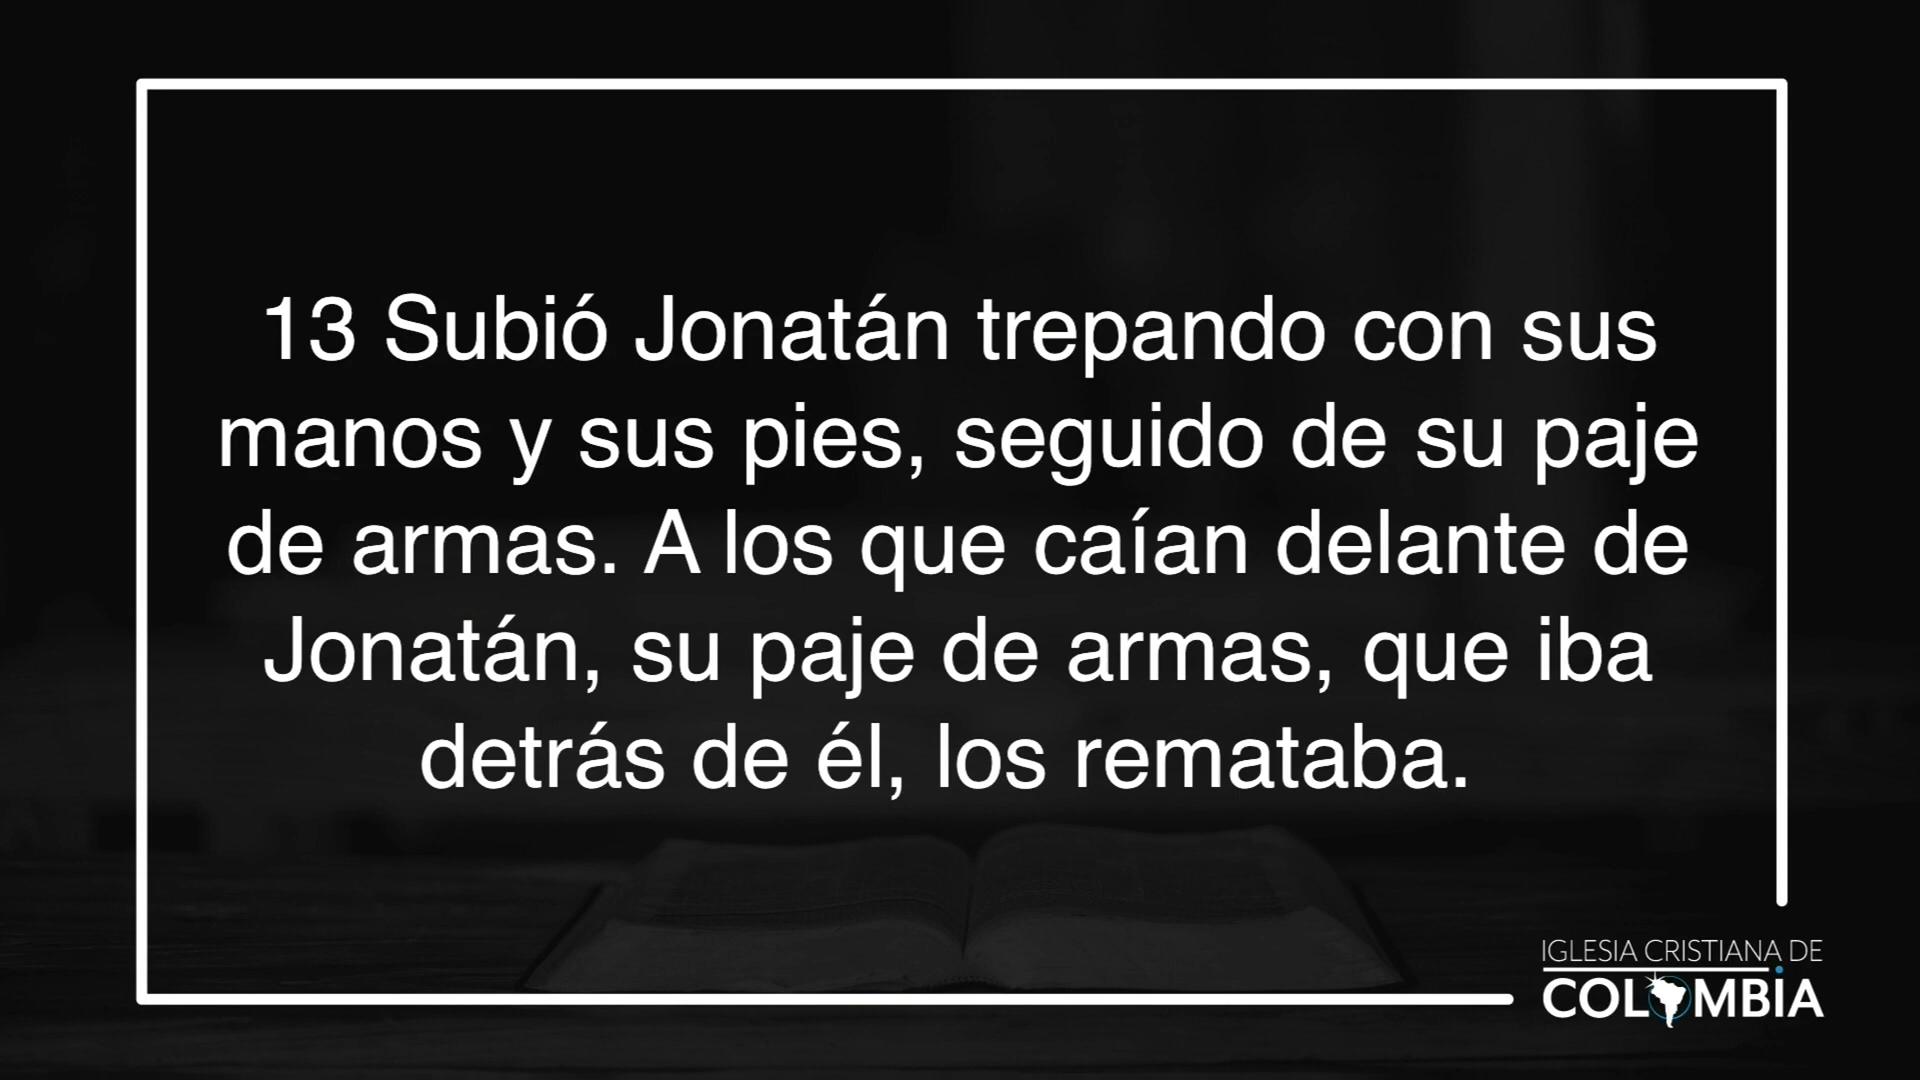 13 Subió Jonatán trepando con sus
manos y sus pies, seguido de su paje
de armas. A los que caían delante de
Jonatán, su paje de armas, que iba
detrás de él, los remataba.
IGLESIA CRISTIANA DE
COLOMBIA